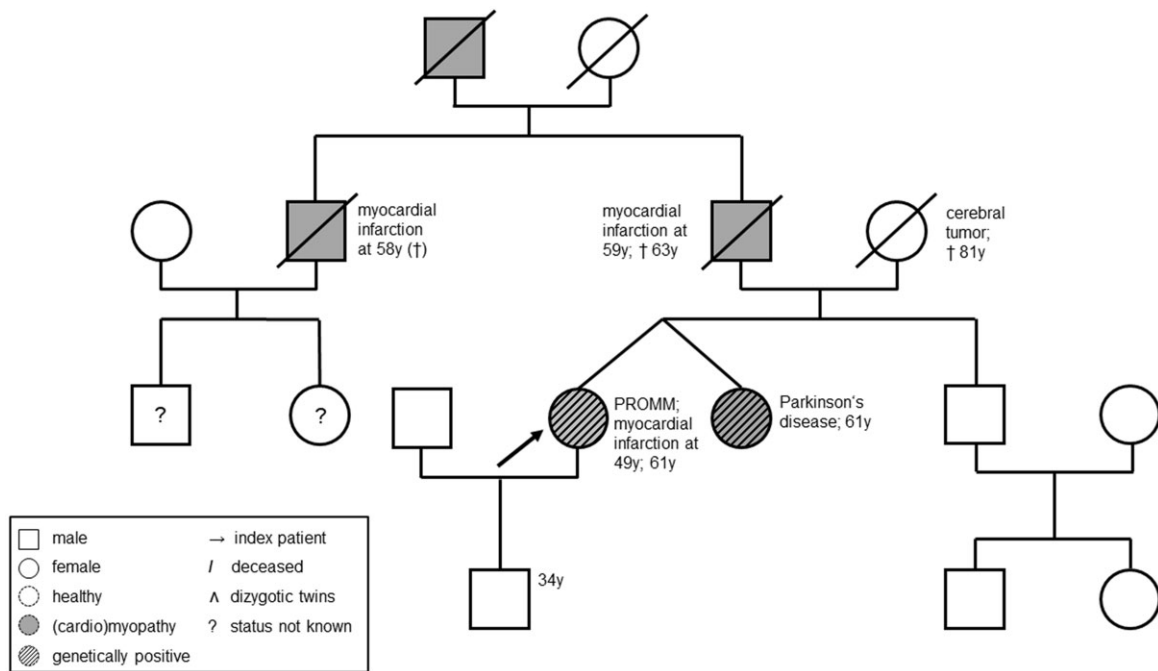 myocardial
infarction
at 58y (†)
myocardial
infarction at
59y; † 63y
cerebral
tumor;
† 81y
?
?
PROMM;
myocardial
infarction at
49y; 61y
Parkinson‘s
disease; 61y
34y
male
→ index patient
female
/ deceased
healthy
∧ dizygotic twins
(cardio)myopathy
? status not known
genetically positive